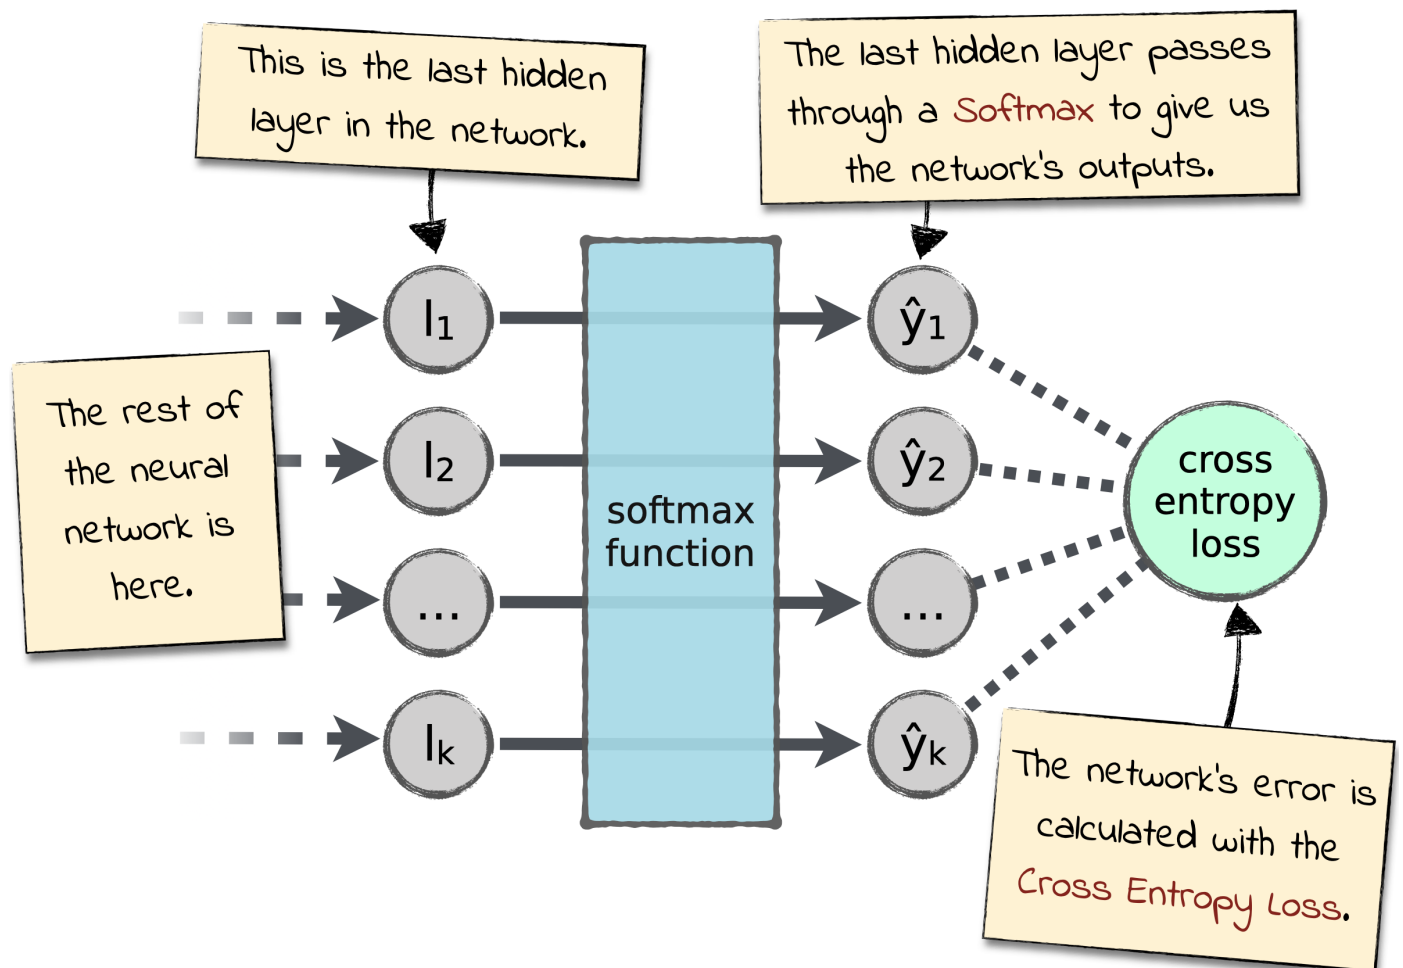 This is the last hidden
layer in the network.
The last hidden layer passes
through a Softmax to give us
the network's outputs.
The rest of
the neural
network is
here.
l1
l2
...
lk
softmax
function
ŷ1
ŷ2
...
ŷk
cross
entropy
loss
The network's error is
calculated with the
Cross Entropy Loss.